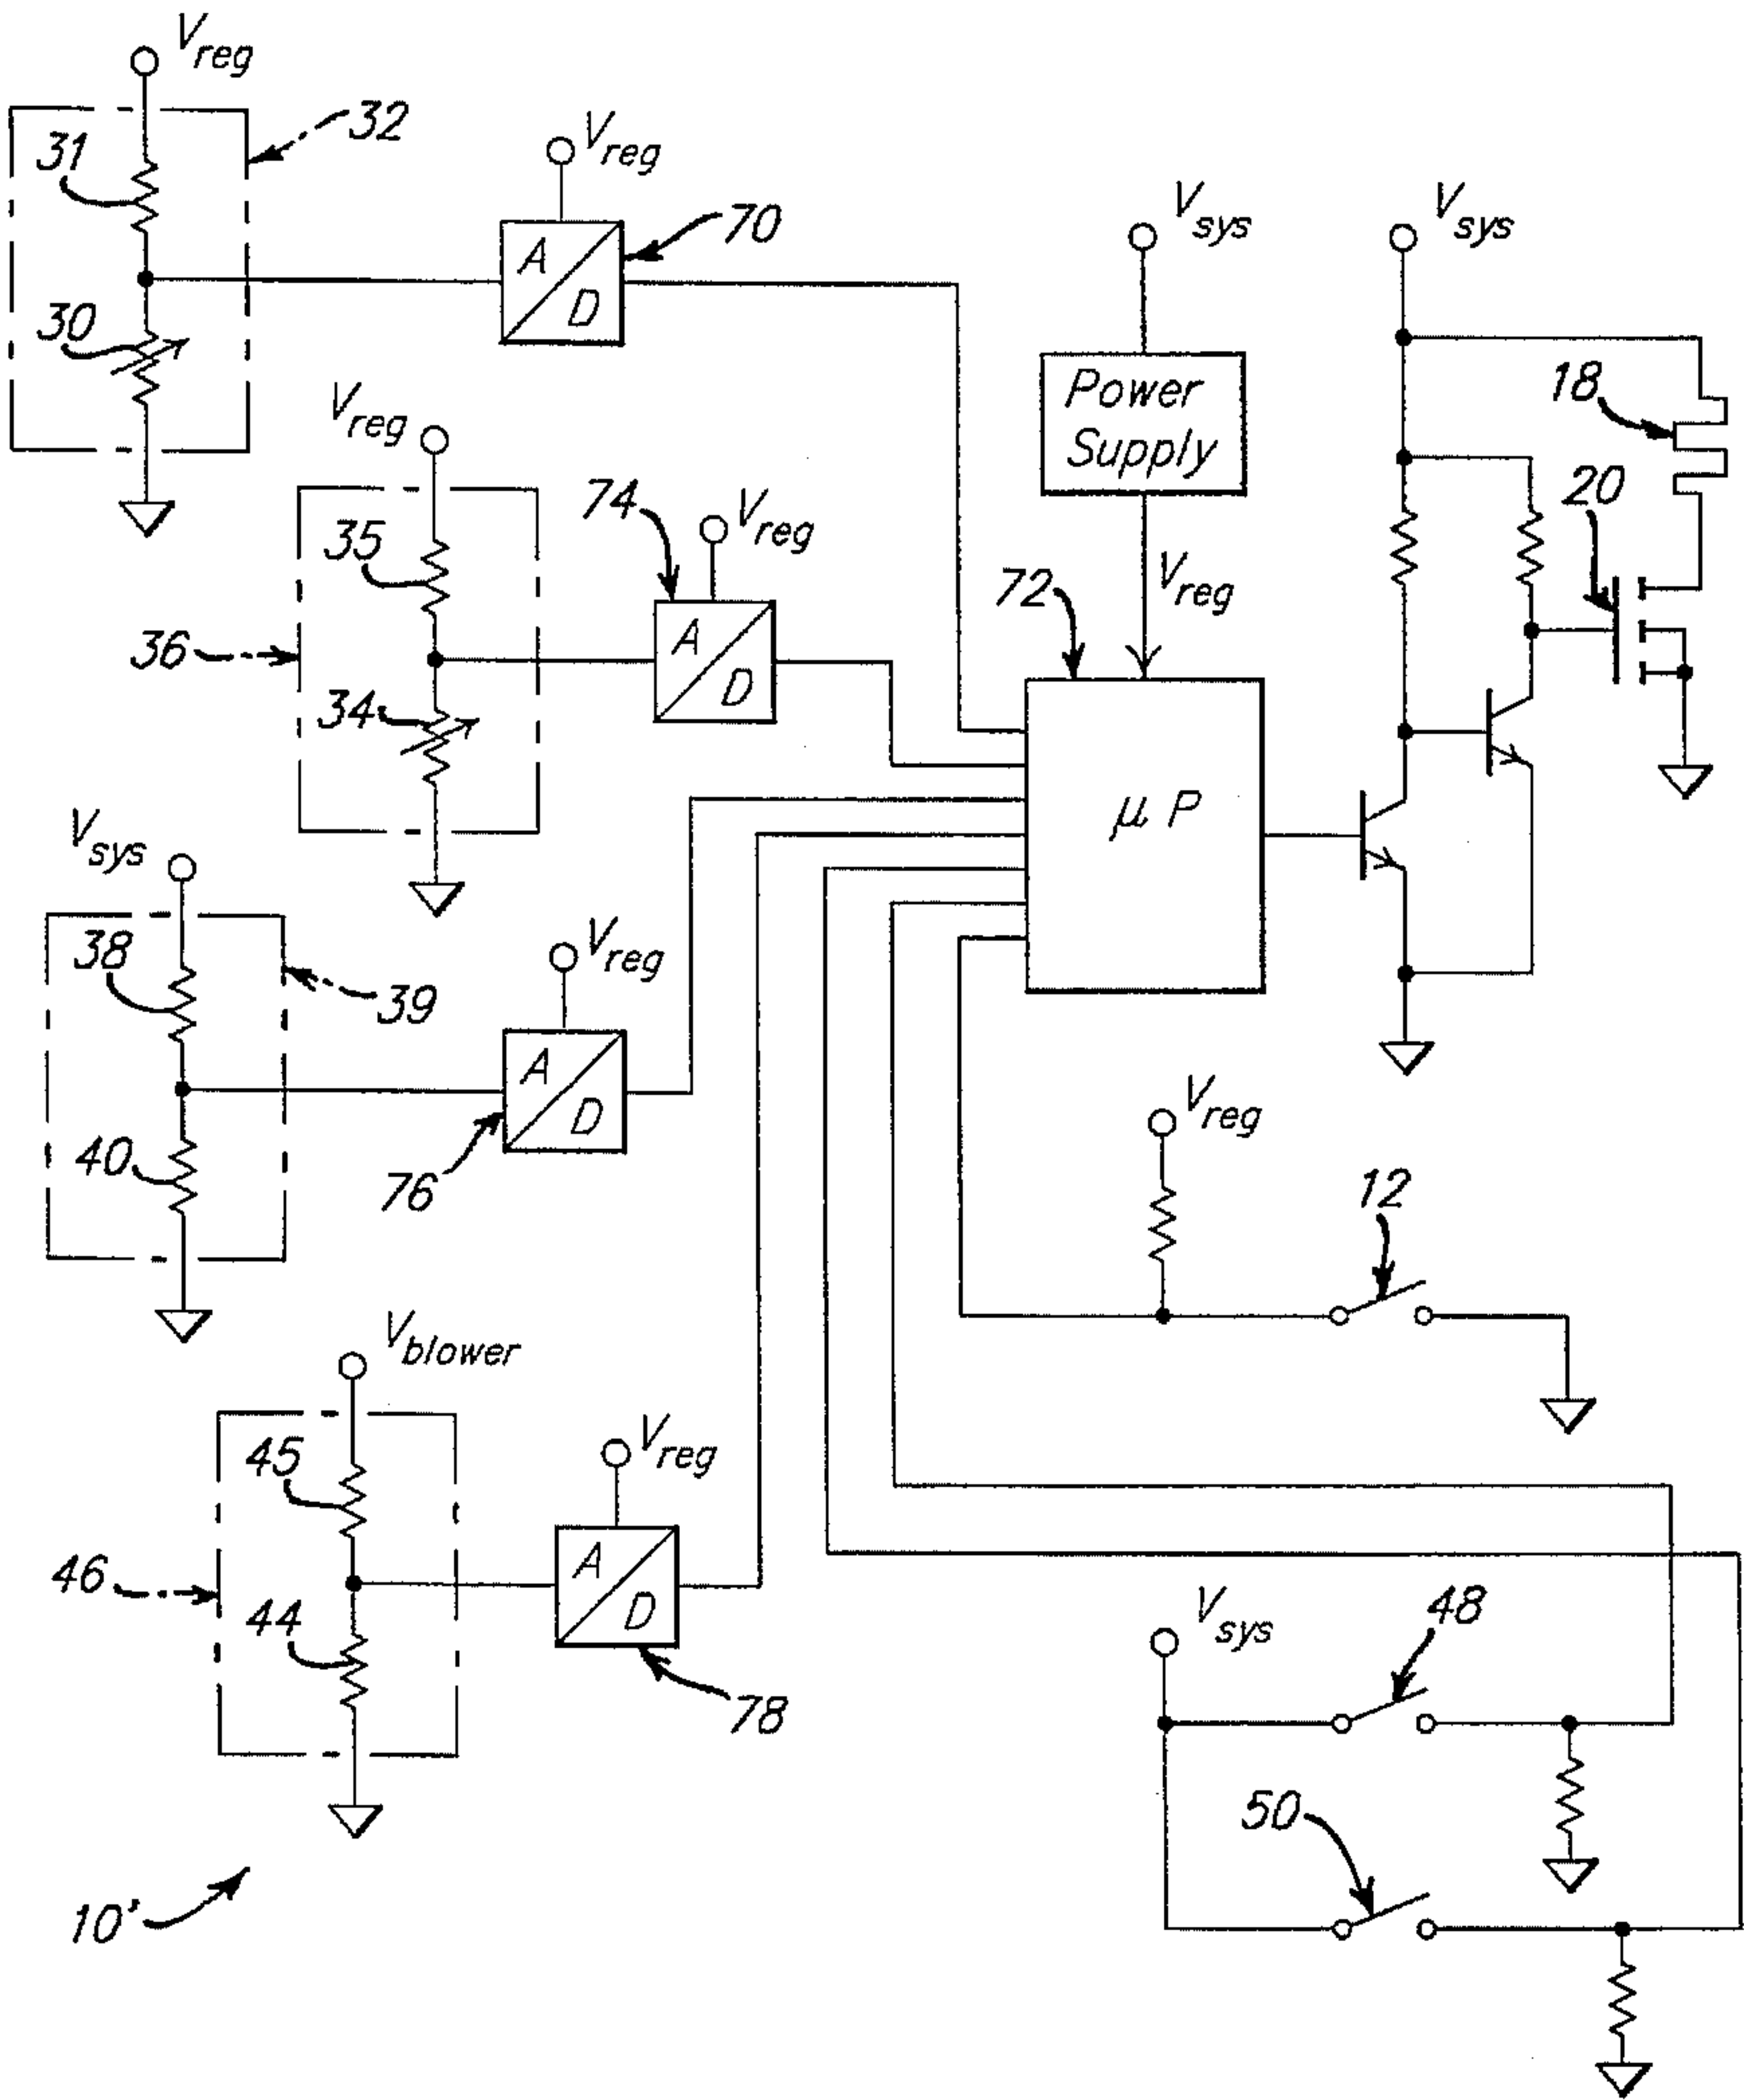 Vreg
32
31
Vreg
70
A
D
30
Vsys
Vsys
Power
Supply
18
20
Vreg
74
Vreg
35
A
D
36
34
Vreg
72
μ P
Vsys
38
39
Vreg
A
D
40
76
Vreg
12
Vblower
45
Vreg
A
D
46
44
78
Vsys
48
50
10'